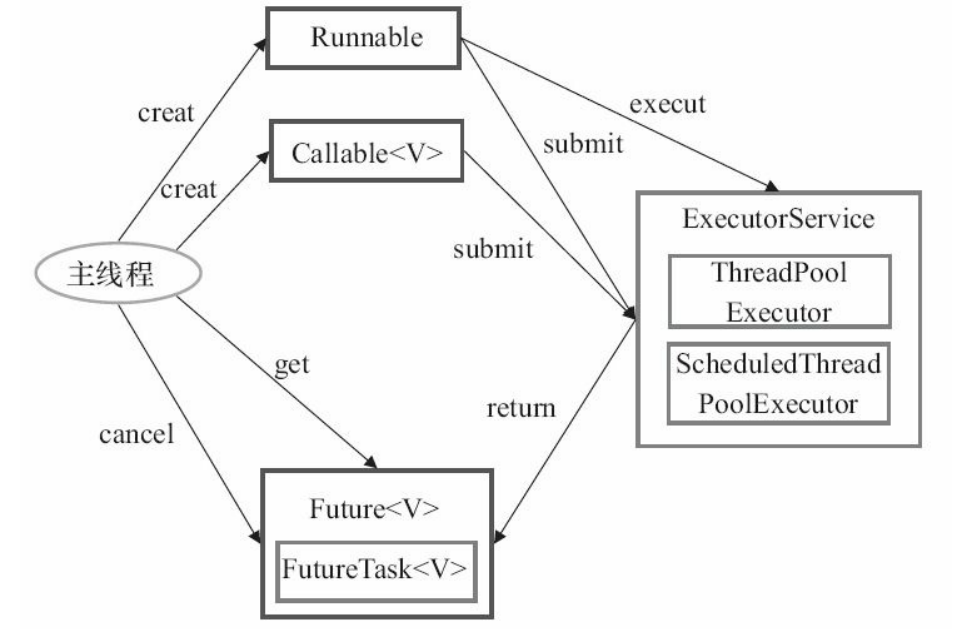 Runnable
creat
execut
submit
Callable<V>
creat
ExecutorService
submit
主线程
ThreadPool
Executor
get
ScheduledThread
PoolExecutor
return
cancel
Future<V>
FutureTask<V>